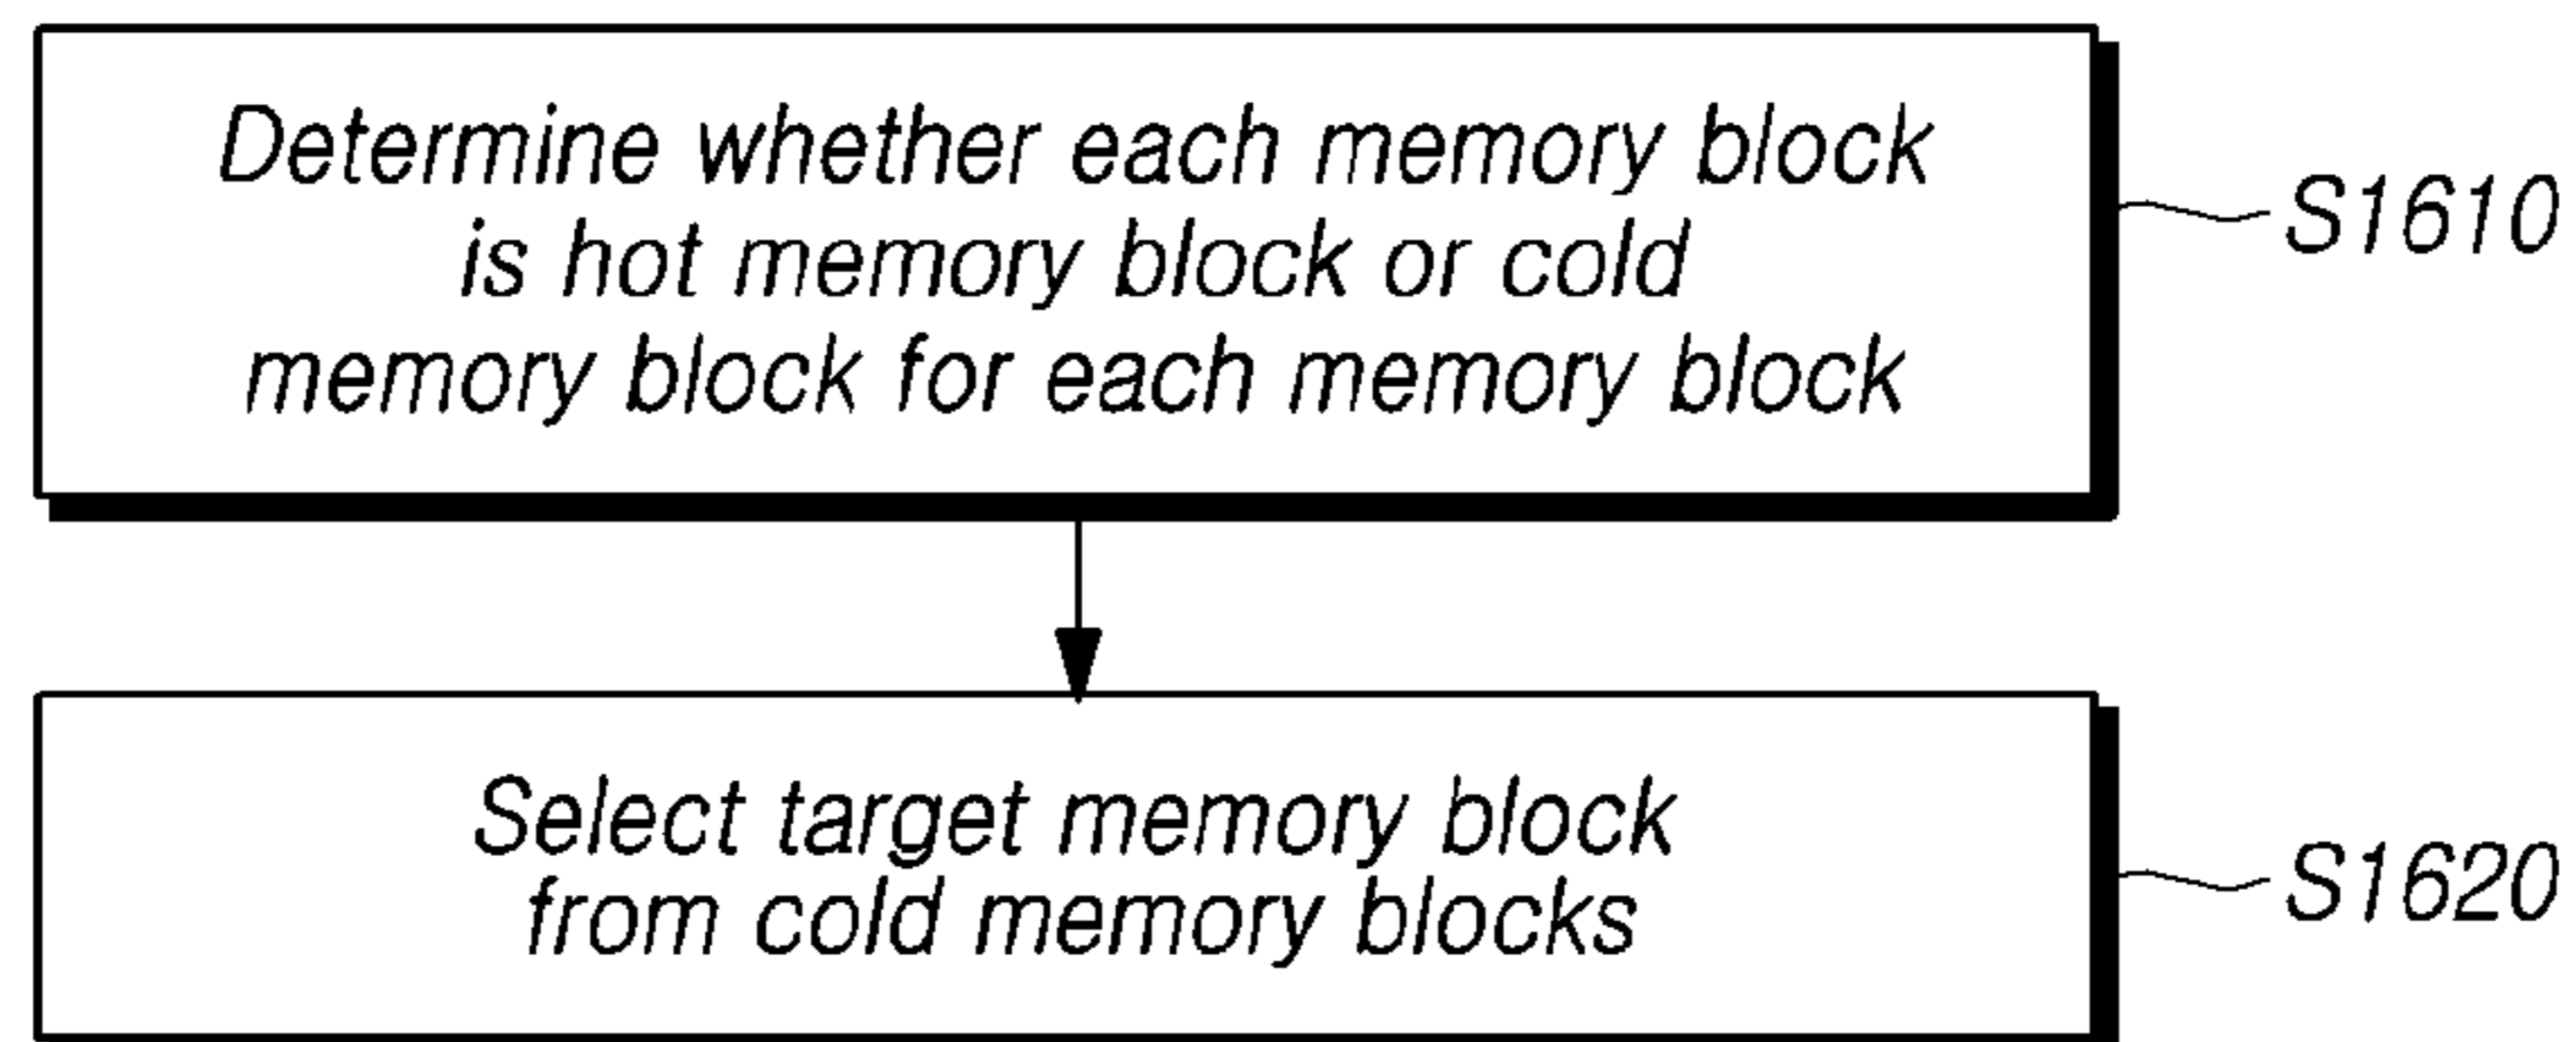 Determine whether each memory block
is hot memory block or cold
memory block for each memory block
S1610
Select target memory block
from cold memory blocks
S1620